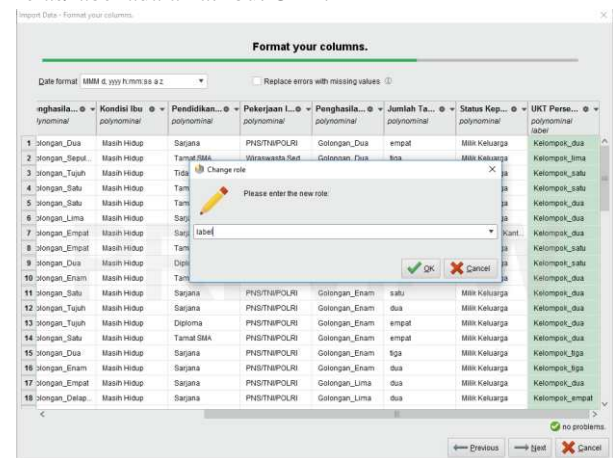 Import Data - Format your columns.
Format your columns.
Date format MMM d, yyyy h:mm:ss a z Replace errors with missing values
nghasila... Kondisi Ibu Pendidikan... Pekerjaan I... Penghasila... Jumlah Ta... Status Kep... UKT Perse...
lynominal polynominal polynominal polynominal polynominal polynominal polynominal polynominal
label
1 olongan_Dua Masih Hidup Sarjana PNS/TNI/POLRI Golongan_Dua empat Milik Keluarga Kelompok_dua
2 olongan_Sepul... Masih Hidup Tamat SMA Wiraswasta Sed Golongan_Dua tiga Milik Keluarga Kelompok_lima
3 olongan_Tujuh Masih Hidup Tida Kelompok_satu
4 olongan_Satu Masih Hidup Tam Kelompok_satu
5 olongan_Satu Masih Hidup Tam Kelompok_dua
6 olongan_Lima Masih Hidup Sarj Kelompok_dua
7 olongan_Empat Masih Hidup Sarj Kant... Kelompok_dua
8 olongan_Empat Masih Hidup Tam Kelompok_satu
9 olongan_Dua Masih Hidup Dipl Kelompok_satu
10 olongan_Enam Masih Hidup Tam Kelompok_dua
Change role
Please enter the new role:
label
OK Cancel
11 olongan_Satu Masih Hidup Sarjana PNS/TNI/POLRI Golongan_Enam satu Milik Keluarga Kelompok_dua
12 olongan_Tujuh Masih Hidup Sarjana PNS/TNI/POLRI Golongan_Enam dua Milik Keluarga Kelompok_dua
13 olongan_Tujuh Masih Hidup Diploma PNS/TNI/POLRI Golongan_Enam empat Milik Keluarga Kelompok_dua
14 olongan_Satu Masih Hidup Tamat SMA PNS/TNI/POLRI Golongan_Enam empat Milik Keluarga Kelompok_dua
15 olongan_Dua Masih Hidup Sarjana PNS/TNI/POLRI Golongan_Enam tiga Milik Keluarga Kelompok_tiga
16 olongan_Enam Masih Hidup Sarjana PNS/TNI/POLRI Golongan_Enam dua Milik Keluarga Kelompok_tiga
17 olongan_Empat Masih Hidup Sarjana PNS/TNI/POLRI Golongan_Lima dua Milik Keluarga Kelompok_dua
18 olongan_Delap... Masih Hidup Sarjana PNS/TNI/POLRI Golongan_Lima dua Milik Keluarga Kelompok_empat
no problems.
Previous Next Cancel